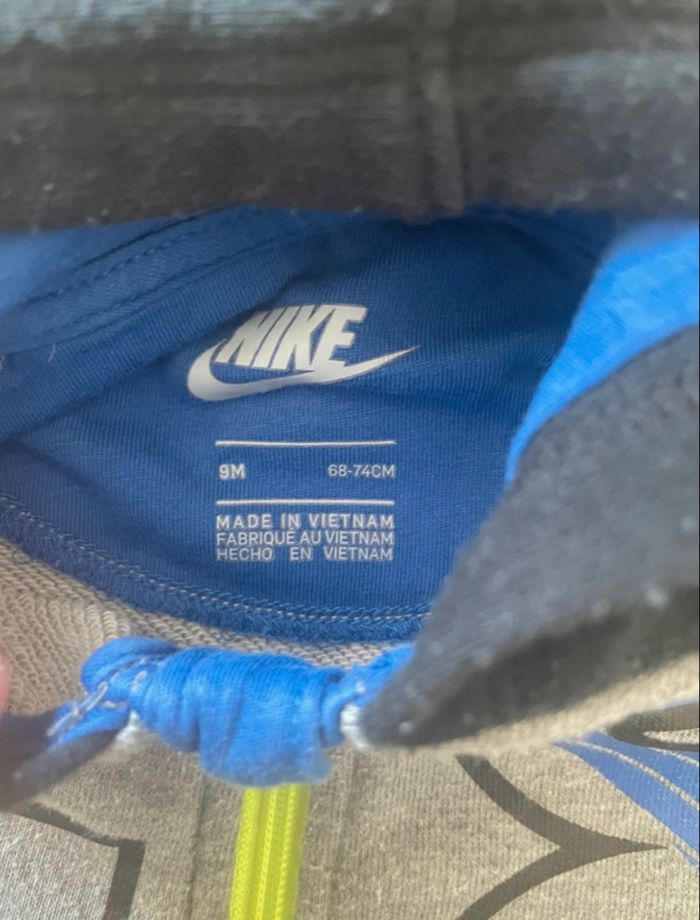 NIKE
9M 68-74CM
MADE IN VIETNAM
FABRIQUÉ AU VIETNAM
HECHO EN VIETNAM